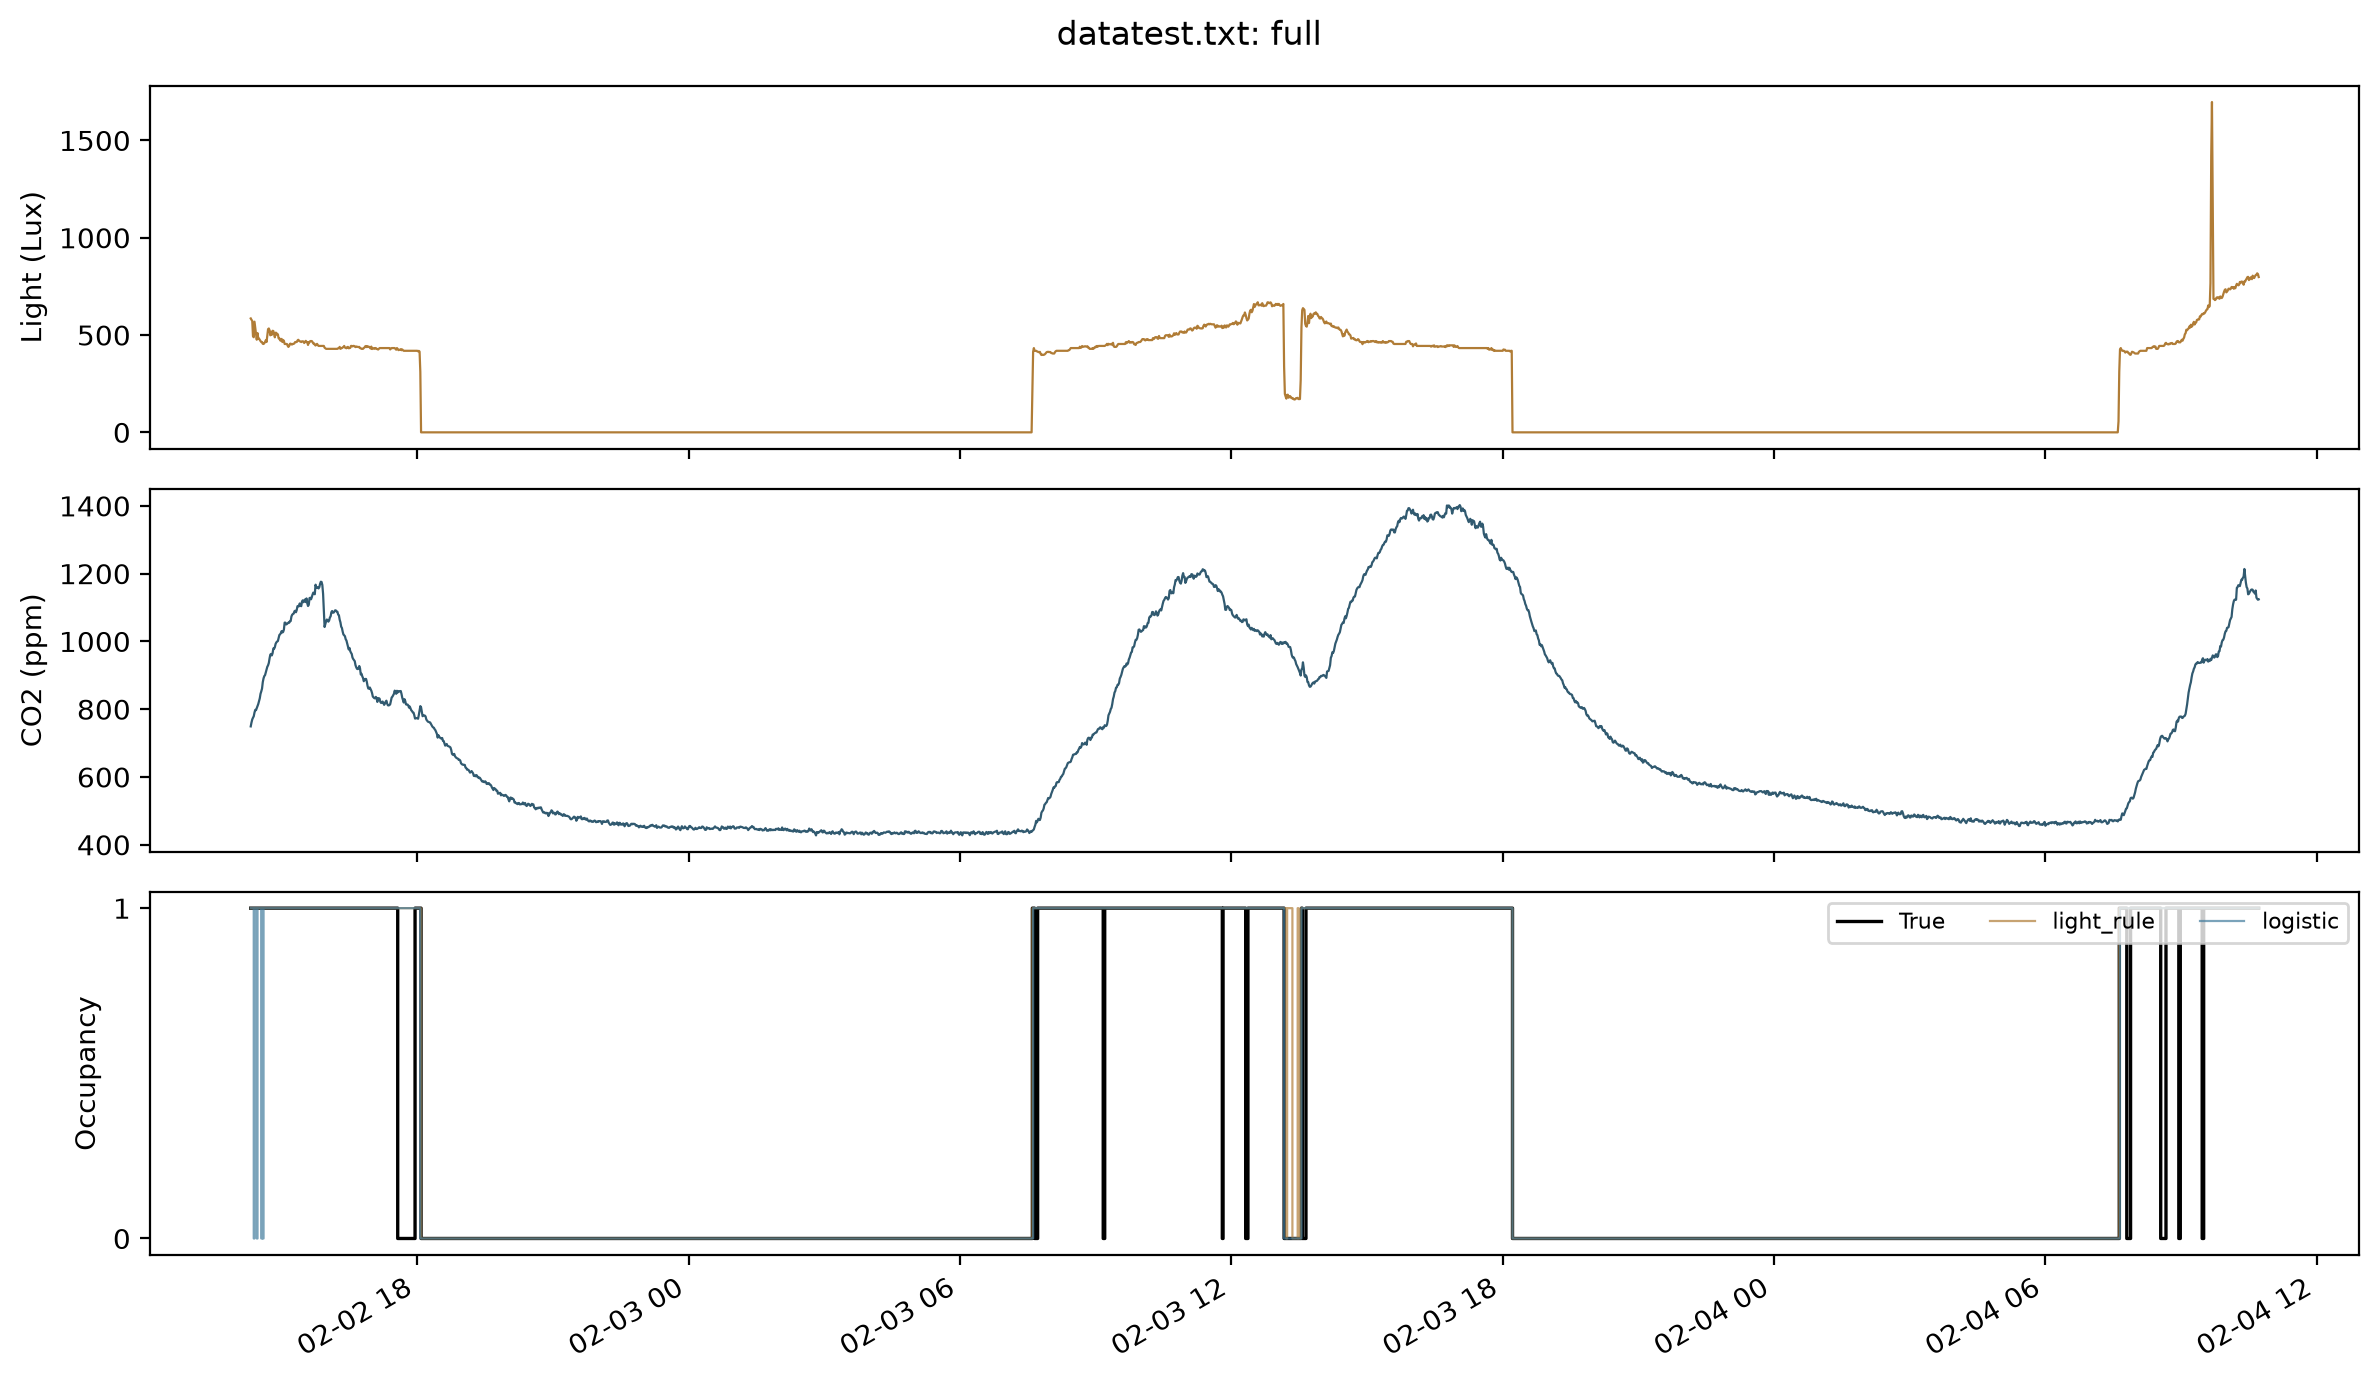 datatest.txt: full
Light (Lux)
1500
1000
500
0
CO2 (ppm)
1400
1200
1000
800
600
400
Occupancy
1
0
True light_rule logistic
02-02 18 02-03 00 02-03 06 02-03 12 02-03 18 02-04 00 02-04 06 02-04 12